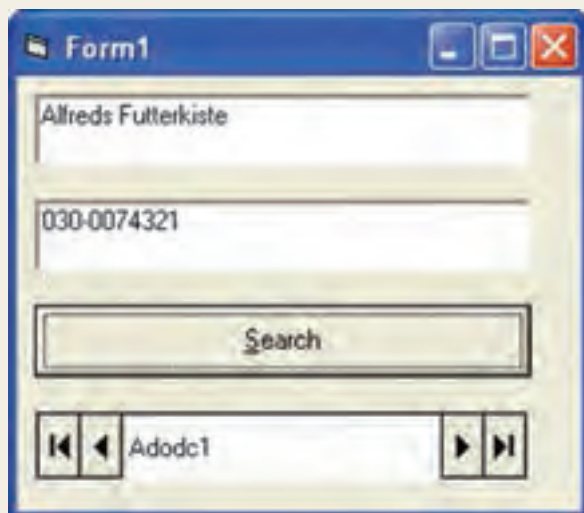 Form1
Alfreds Futterkiste
030-0074321
Search
Adodc1